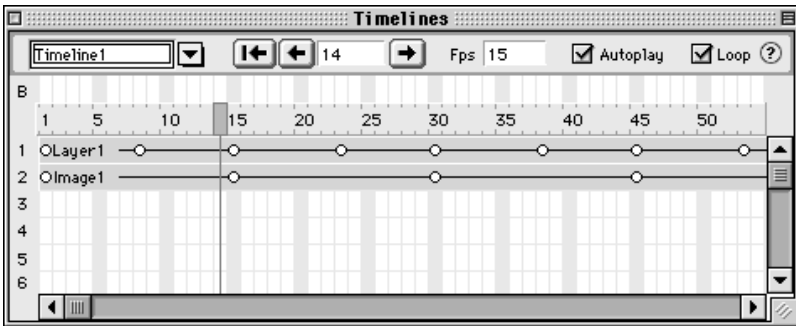 Timelines
Timeline1 14 Fps 15 Autoplay Loop ?
B
1 5 10 15 20 25 30 35 40 45 50
1 Layer1
2 Image1
3
4
5
6